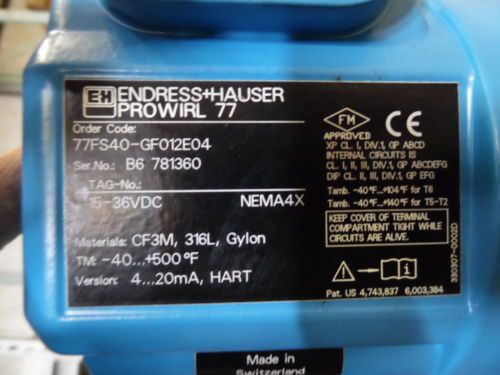 EH ENDRESS+HAUSER
PROWIRL 77
Order Code:
77FS40-GF012E04
Ser.No.: B6 781360
TAG-No.:
15-36VDC NEMA4X
Materials: CF3M, 316L, Gylon
TM: -40...+500°F
Version: 4...20mA, HART
FM
APPROVED
CE
XP CL. I, DIV.1, GP ABCD
INTERNAL CIRCUITS IS
CL. I, II, III, DIV.1, GP ABCDEFG
DIP CL. II, III, DIV.1, GP EFG
Tamb. -40°F...+104°F for T6
Tamb. -40°F...+140°F for T5-T2
KEEP COVER OF TERMINAL
COMPARTMENT TIGHT WHILE
CIRCUITS ARE ALIVE.
330307-0002D
Pat. US 4,743,837 6,003,384
Made in
Switzerland